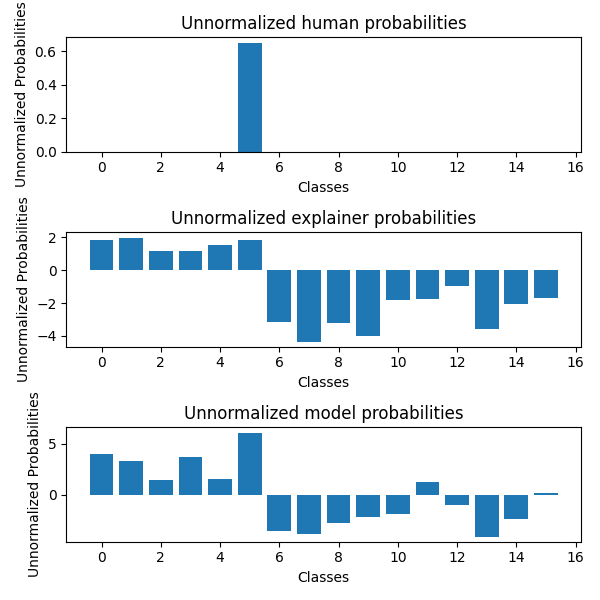 Unnormalized human probabilities
Unnormalized Probabilities
0.6
0.4
0.2
0.0
0 2 4 6 8 10 12 14 16
Classes
Unnormalized explainer probabilities
Unnormalized Probabilities
2
0
−2
−4
0 2 4 6 8 10 12 14 16
Classes
Unnormalized model probabilities
Unnormalized Probabilities
5
0
0 2 4 6 8 10 12 14 16
Classes